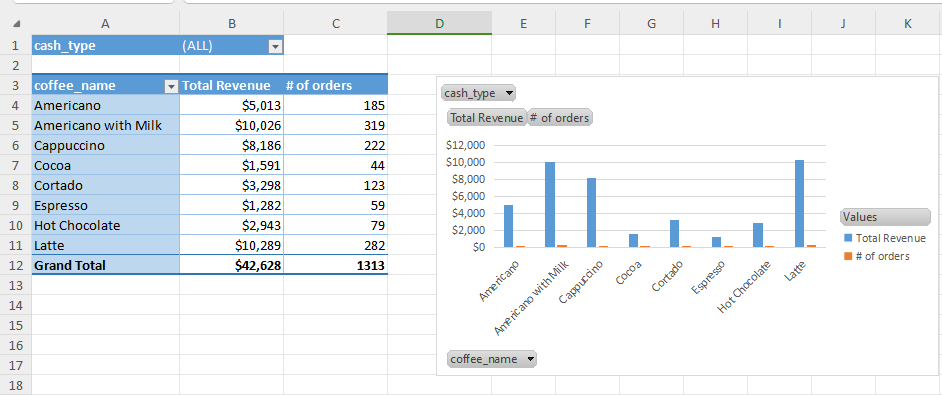 A B C D E F G H I J K
1 cash_type (ALL)
2
3 coffee_name Total Revenue # of orders
4 Americano $5,013 185
5 Americano with Milk $10,026 319
6 Cappuccino $8,186 222
7 Cocoa $1,591 44
8 Cortado $3,298 123
9 Espresso $1,282 59
10 Hot Chocolate $2,943 79
11 Latte $10,289 282
12 Grand Total $42,628 1313
13
14
15
16
17
18
cash_type
Total Revenue # of orders
$12,000
$10,000
$8,000
$6,000
$4,000
$2,000
$0
Americano
Americano with Milk
Cappuccino
Cocoa
Cortado
Espresso
Hot Chocolate
Latte
Values
Total Revenue
# of orders
coffee_name